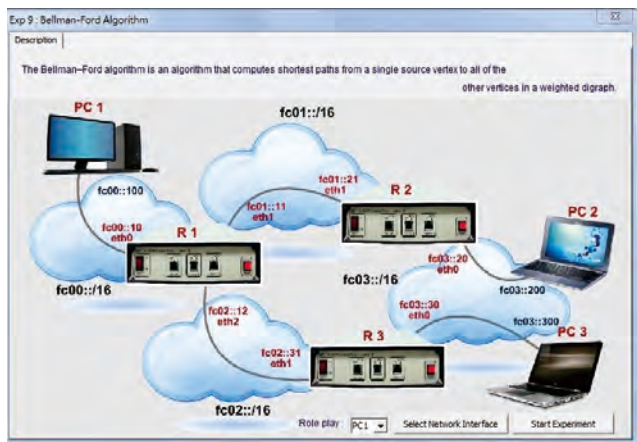 Exp 9 : Bellman-Ford Algorithm
Description
The Bellman–Ford algorithm is an algorithm that computes shortest paths from a single source vertex to all of the
other vertices in a weighted digraph.
PC 1
fc01::/16
fc00::100
fc01::21
eth1
R 2
fc01::11
eth1
PC 2
fc00::10
eth0
R 1
fc03::20
eth0
fc00::/16
fc03::/16
fc03::200
fc02::12
eth2
fc03::30
eth0
fc03::300
R 3
PC 3
fc02::31
eth1
fc02::/16
Role play
PC1
Select Network Interface
Start Experiment